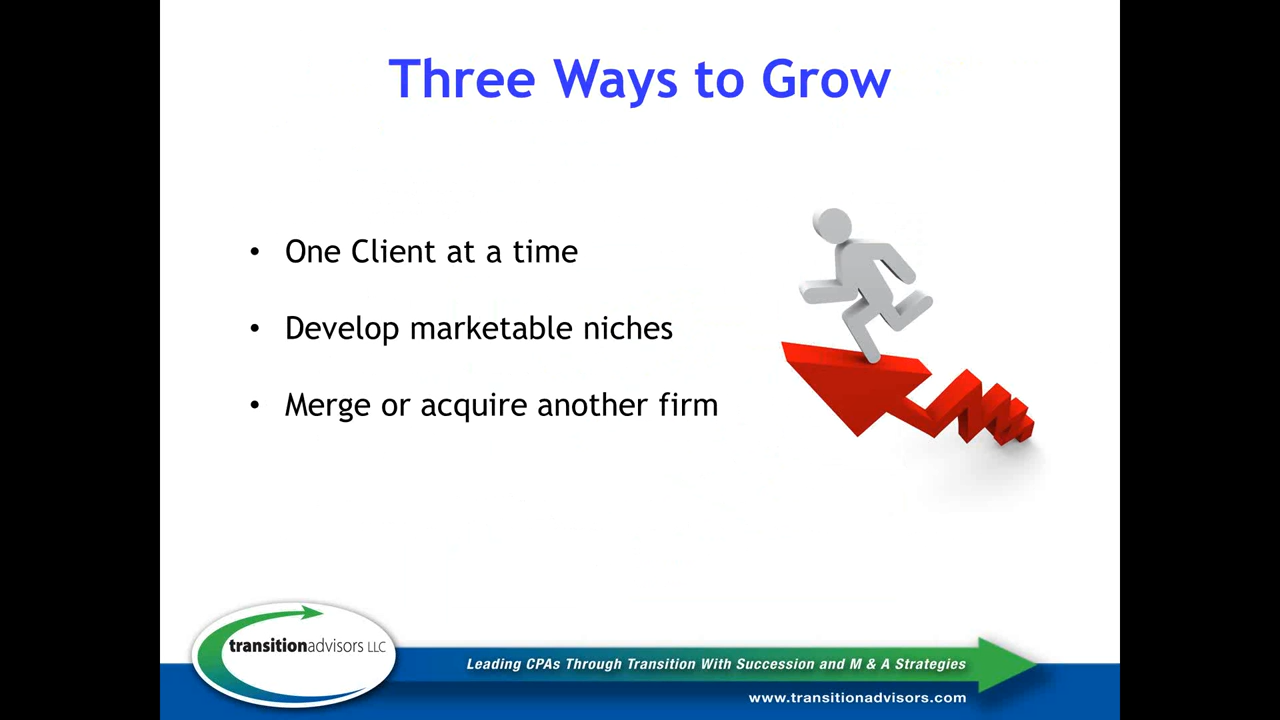 Three Ways to Grow
• One Client at a time
• Develop marketable niches
• Merge or acquire another firm
transitionadvisors LLC
Leading CPAs Through Transition With Succession and M & A Strategies
www.transitionadvisors.com